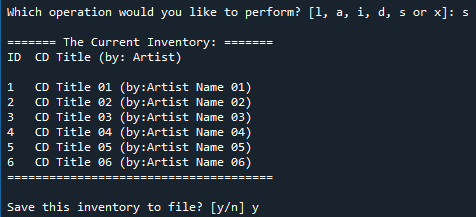 Which operation would you like to perform? [l, a, i, d, s or x]: s
======= The Current Inventory: =======
ID  CD Title (by: Artist)
1   CD Title 01 (by:Artist Name 01)
2   CD Title 02 (by:Artist Name 02)
3   CD Title 03 (by:Artist Name 03)
4   CD Title 04 (by:Artist Name 04)
5   CD Title 05 (by:Artist Name 05)
6   CD Title 06 (by:Artist Name 06)
======================================
Save this inventory to file? [y/n] y